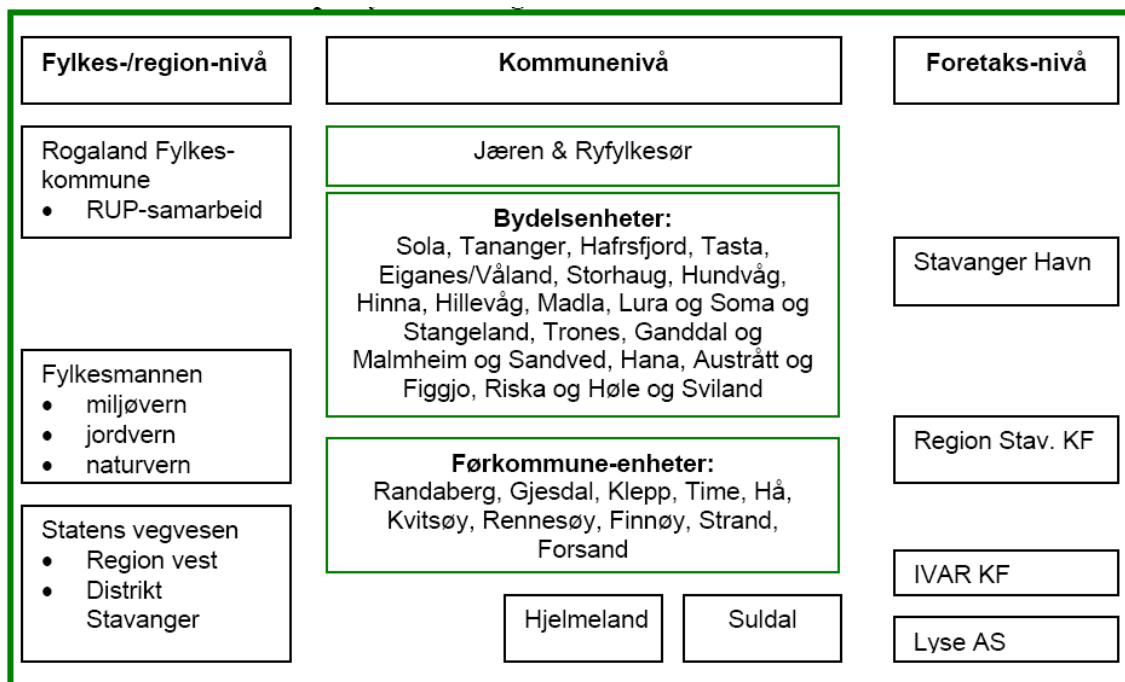 Fylkes-/region-nivå
Kommunenivå
Foretaks-nivå
Rogaland Fylkes-
kommune
• RUP-samarbeid
Fylkesmannen
• miljøvern
• jordvern
• naturvern
Statens vegvesen
• Region vest
• Distrikt
Stavanger
Jæren & Ryfylkesør
Bydelsenheter:
Sola, Tananger, Hafrsfjord, Tasta,
Eiganes/Våland, Storhaug, Hundvåg,
Hinna, Hillevåg, Madla, Lura og Soma og
Stangeland, Trones, Ganddal og
Malmheim og Sandved, Hana, Austrått og
Figgjo, Riska og Høle og Sviland
Førkommune-enheter:
Randaberg, Gjesdal, Klepp, Time, Hå,
Kvitsøy, Rennesøy, Finnøy, Strand,
Forsand
Hjelmeland
Suldal
Stavanger Havn
Region Stav. KF
IVAR KF
Lyse AS